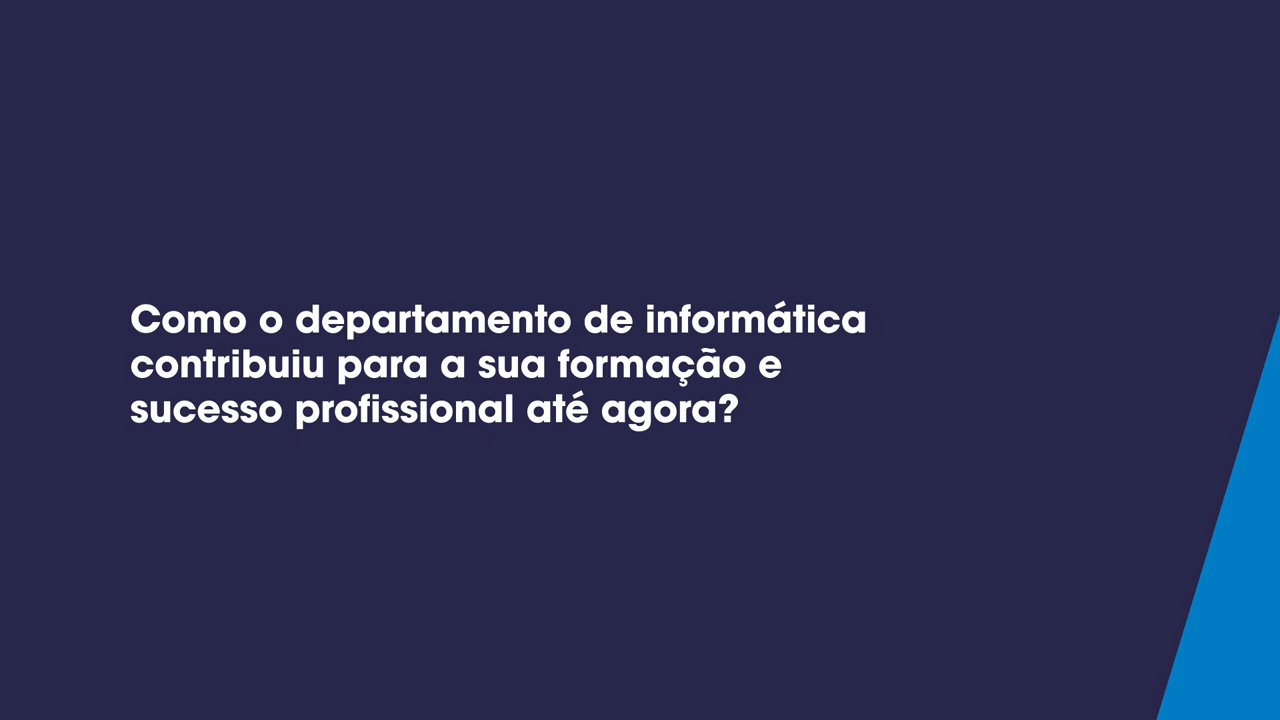 Como o departamento de informática
contribuiu para a sua formação e
sucesso profissional até agora?